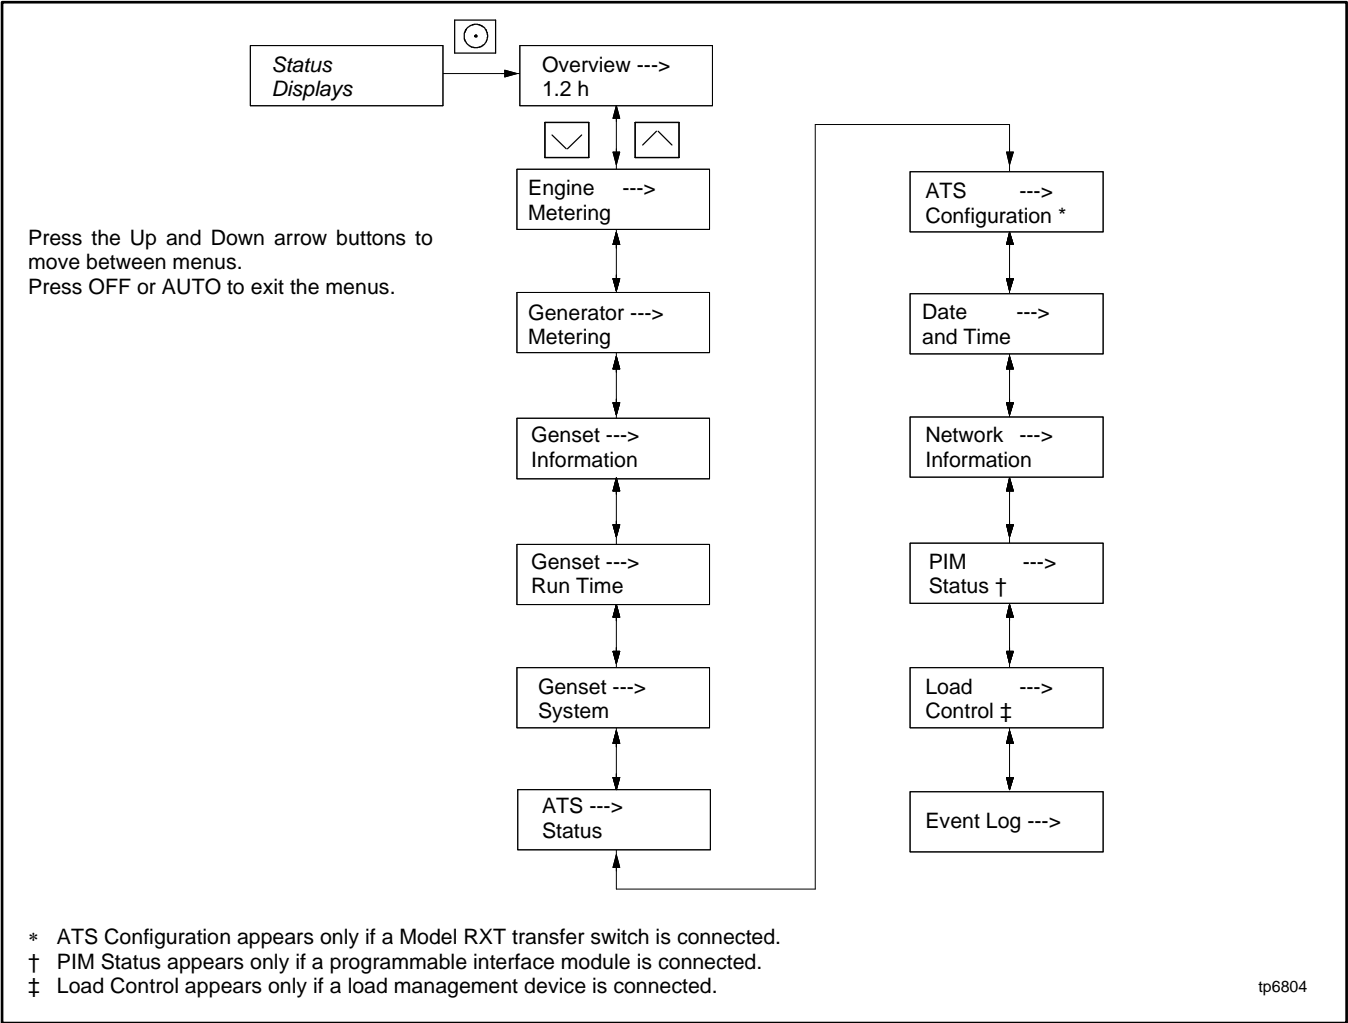 Status
Displays
Overview --->
1.2 h
Engine --->
Metering
Press the Up and Down arrow buttons to
move between menus.
Press OFF or AUTO to exit the menus.
Generator --->
Metering
Genset --->
Information
Genset --->
Run Time
Genset --->
System
ATS --->
Status
ATS --->
Configuration *
Date --->
and Time
Network --->
Information
PIM --->
Status †
Load --->
Control ‡
Event Log --->
* ATS Configuration appears only if a Model RXT transfer switch is connected.
† PIM Status appears only if a programmable interface module is connected.
‡ Load Control appears only if a load management device is connected.
tp6804